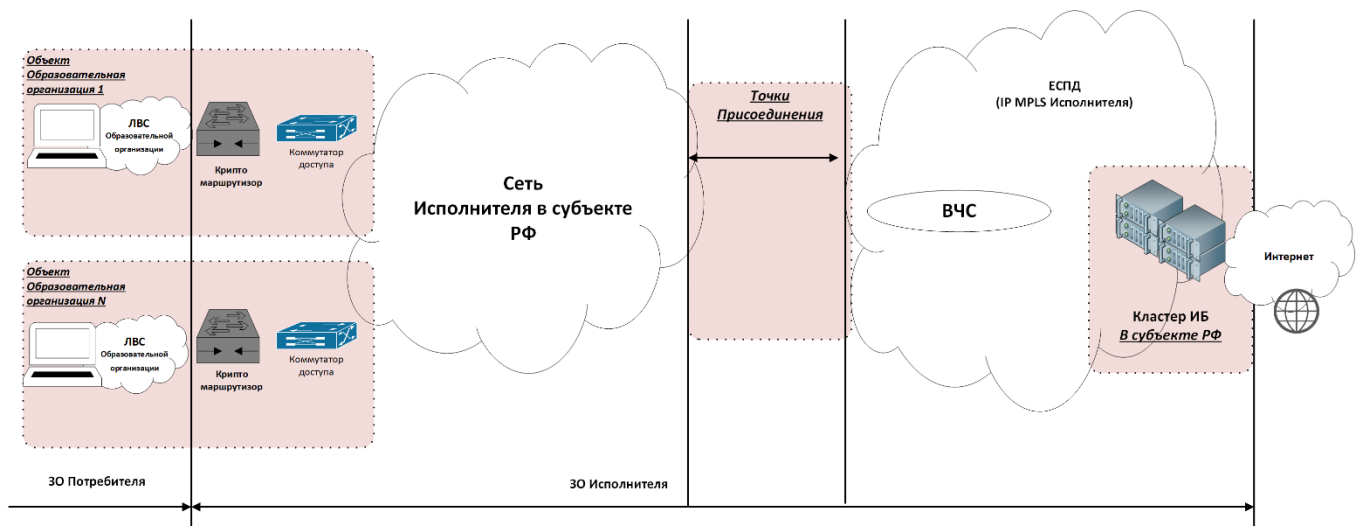 Объект
Образовательная
организация 1
ЛВС
Образовательной
организации
Крипто
маршрутизор
Коммутатор
доступа
Объект
Образовательная
организация N
ЛВС
Образовательной
организации
Крипто
маршрутизор
Коммутатор
доступа
Сеть
Исполнителя в субъекте
РФ
Точки
Присоединения
ЕСПД
(IP MPLS Исполнителя)
ВЧС
Кластер ИБ
В субъекте РФ
Интернет
ЗО Потребителя
ЗО Исполнителя